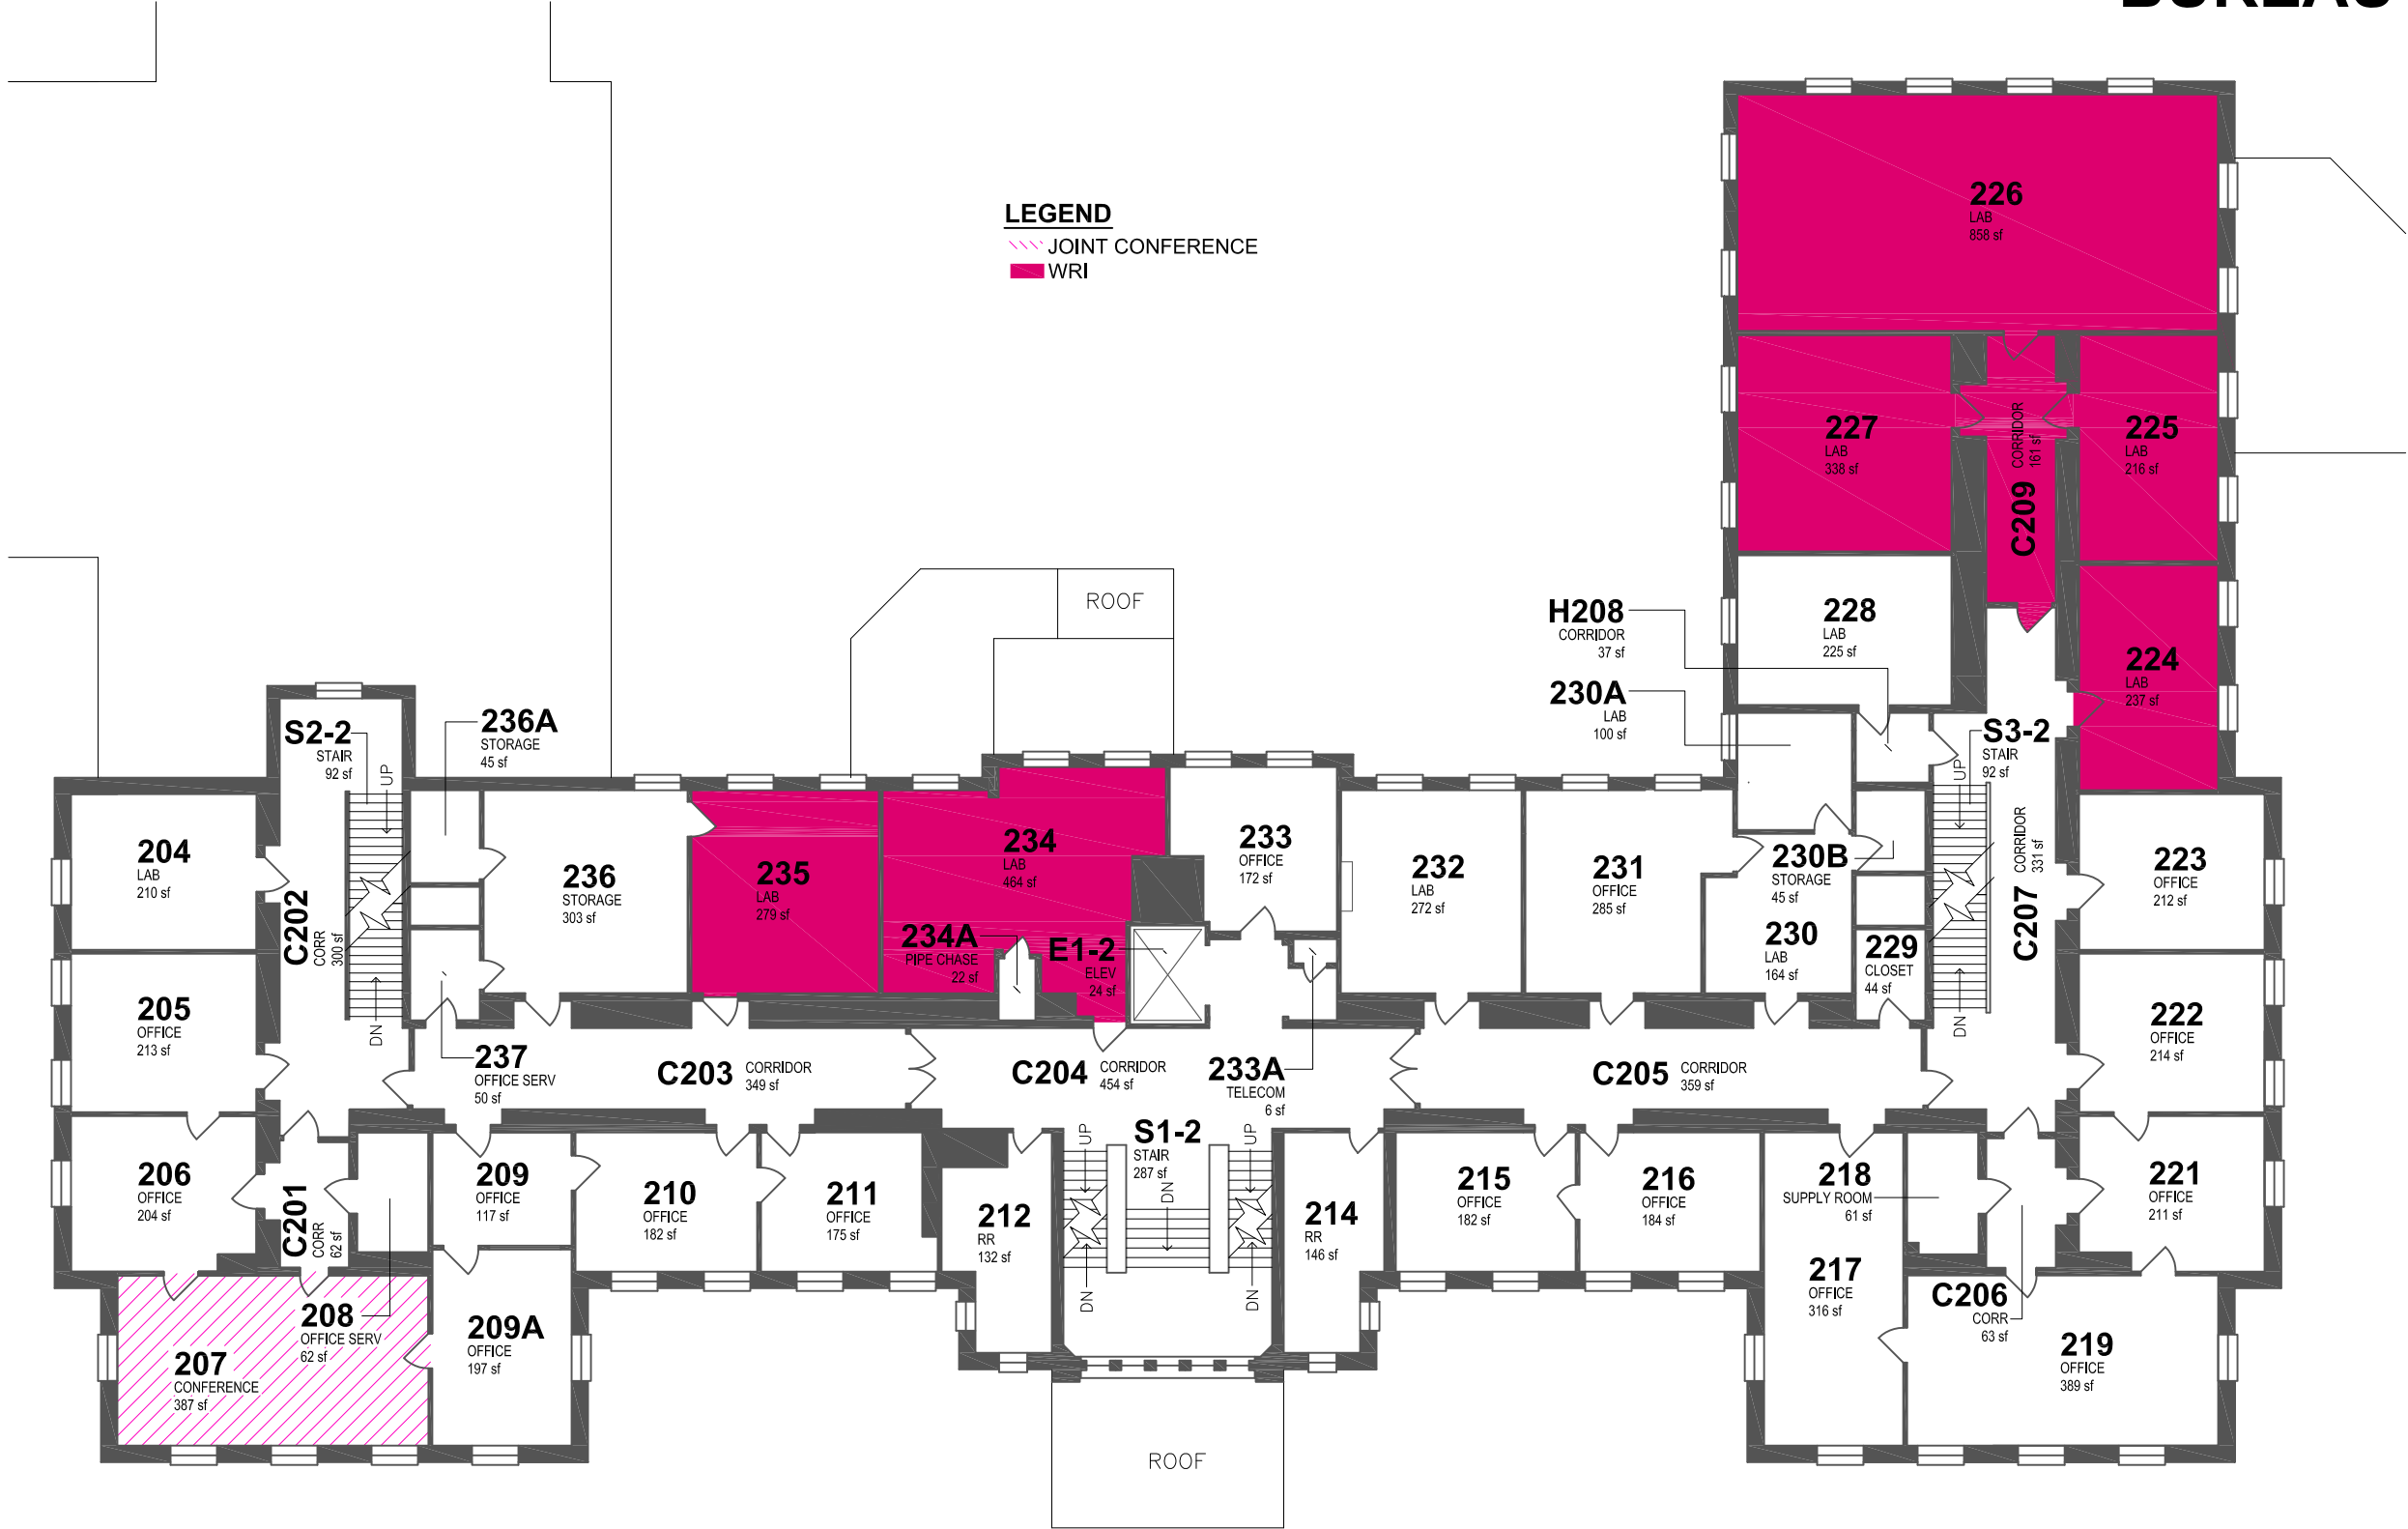 LEGEND
JOINT CONFERENCE
WRI
226
LAB
858 sf
227
LAB
338 sf
CORRIDOR
161 sf
C209
225
LAB
216 sf
ROOF
H208
CORRIDOR
37 sf
228
LAB
225 sf
224
LAB
237 sf
230A
LAB
100 sf
S2-2
STAIR
92 sf
UP
236A
STORAGE
45 sf
S3-2
STAIR
92 sf
UP
204
LAB
210 sf
C202
CORR
300 sf
236
STORAGE
303 sf
235
LAB
279 sf
234
LAB
464 sf
233
OFFICE
172 sf
232
LAB
272 sf
231
OFFICE
285 sf
230B
STORAGE
45 sf
C207
CORRIDOR
331 sf
223
OFFICE
212 sf
234A
PIPE CHASE
22 sf
E1-2
ELEV
24 sf
230
LAB
164 sf
229
CLOSET
44 sf
205
OFFICE
213 sf
DN
DN
222
OFFICE
214 sf
237
OFFICE SERV
50 sf
C203
CORRIDOR
349 sf
C204
CORRIDOR
454 sf
233A
TELECOM
6 sf
C205
CORRIDOR
359 sf
206
OFFICE
204 sf
C201
CORR
62 sf
209
OFFICE
117 sf
210
OFFICE
182 sf
211
OFFICE
175 sf
212
RR
132 sf
UP
S1-2
STAIR
287 sf
DN
UP
DN
DN
214
RR
146 sf
215
OFFICE
182 sf
216
OFFICE
184 sf
218
SUPPLY ROOM
61 sf
221
OFFICE
211 sf
217
OFFICE
316 sf
C206
CORR
63 sf
208
OFFICE SERV
62 sf
209A
OFFICE
197 sf
207
CONFERENCE
387 sf
219
OFFICE
389 sf
ROOF